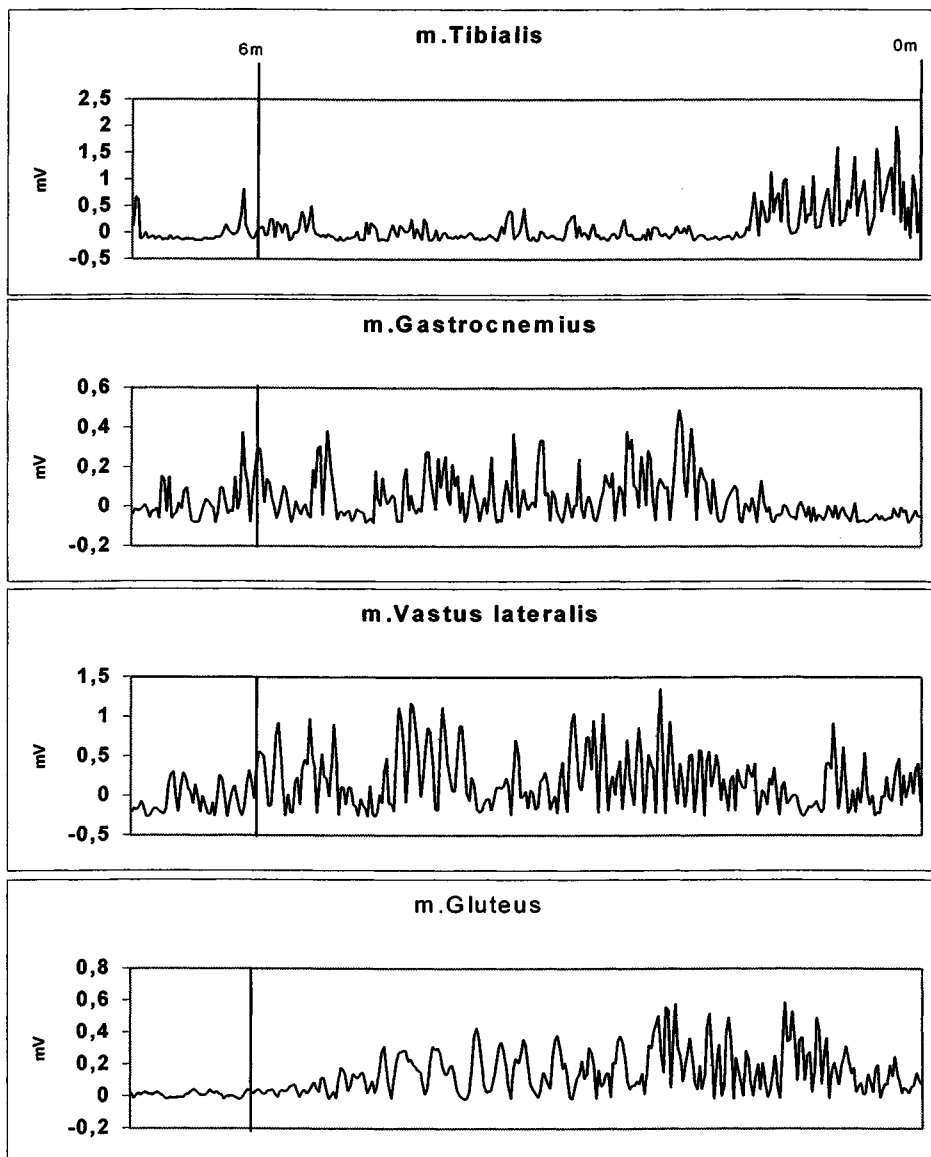 m.Tibialis
6m
0m
2,5
2
1,5
1
0,5
0
-0,5
mV
m.Gastrocnemius
0,6
0,4
0,2
0
-0,2
mV
m.Vastus lateralis
1,5
1
0,5
0
-0,5
mV
m.Gluteus
0,8
0,6
0,4
0,2
0
-0,2
mV